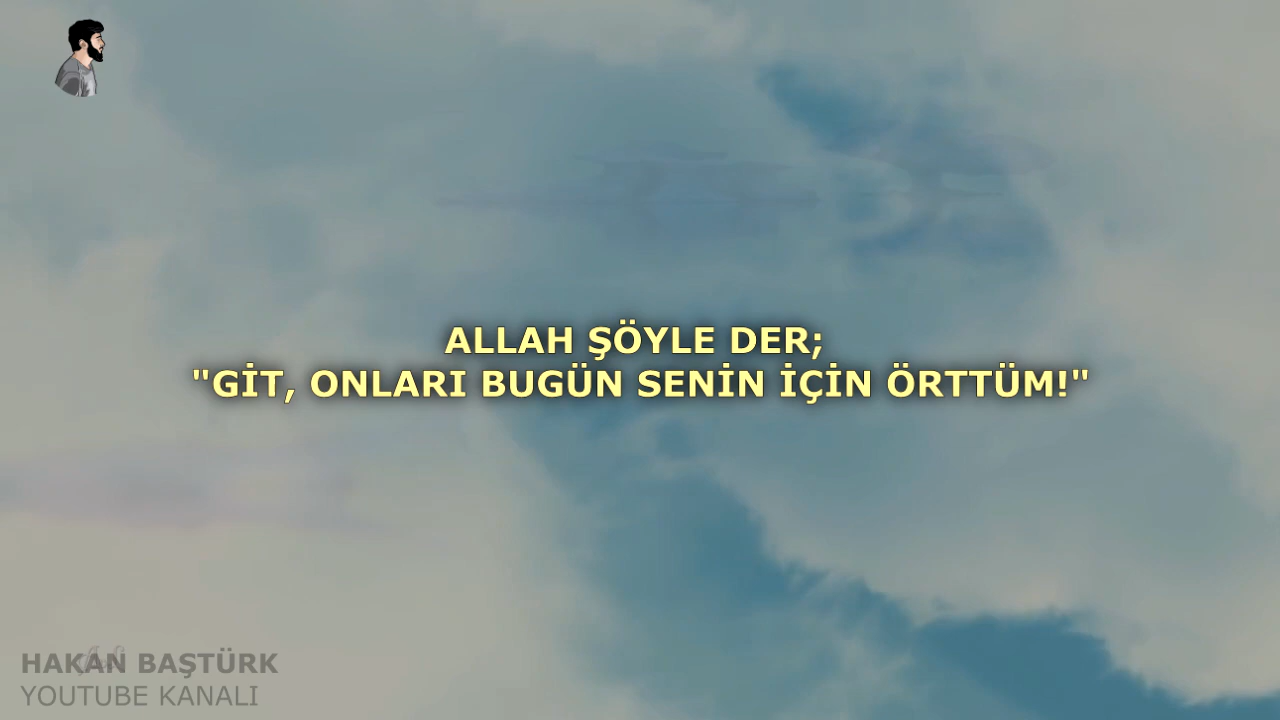 ALLAH ŞÖYLE DER;
"GİT, ONLARI BUGÜN SENİN İÇİN ÖRTTÜM!"
HAKAN BAŞTÜRK
YOUTUBE KANALI